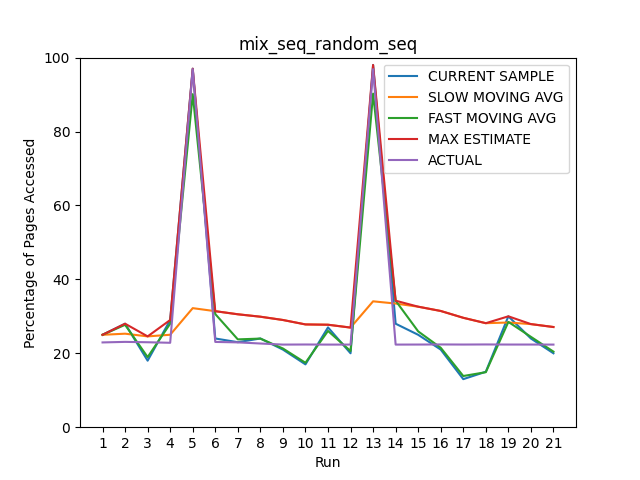 mix_seq_random_seq
CURRENT SAMPLE
SLOW MOVING AVG
FAST MOVING AVG
MAX ESTIMATE
ACTUAL
Percentage of Pages Accessed
100
80
60
40
20
0
1 2 3 4 5 6 7 8 9 10 11 12 13 14 15 16 17 18 19 20 21
Run